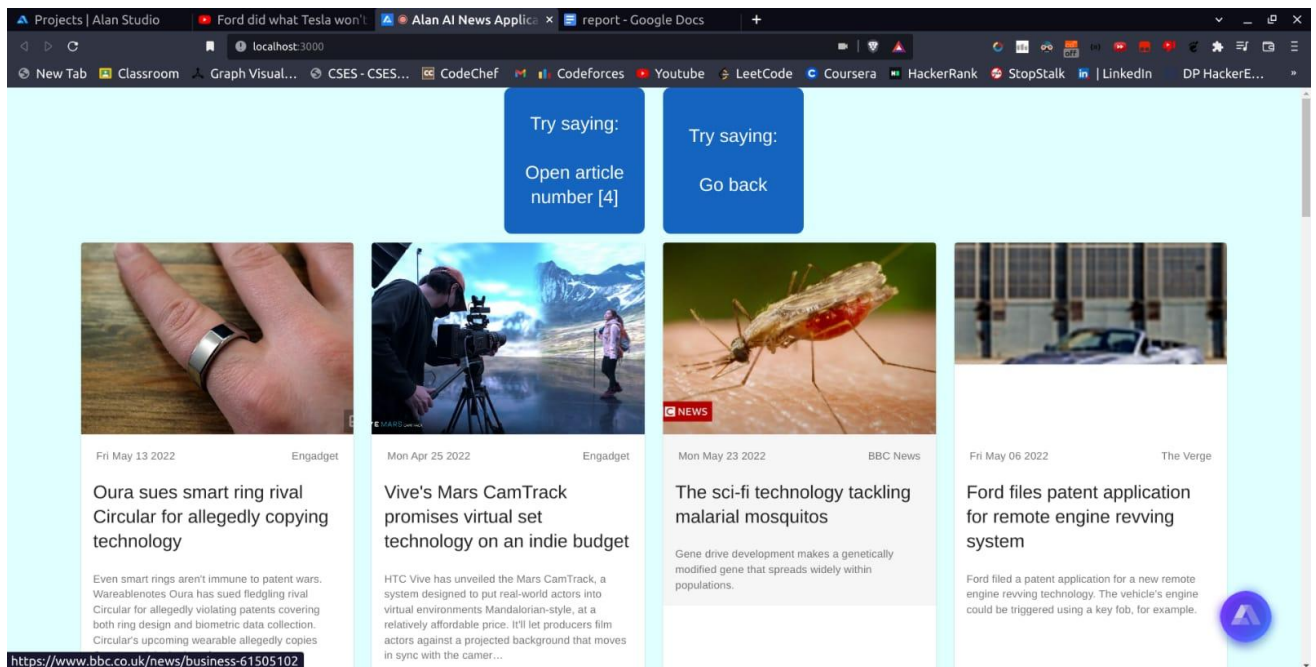 Projects | Alan Studio
Ford did what Tesla won't
Alan AI News Applica
report - Google Docs
localhost:3000
New Tab Classroom Graph Visual... CSES - CSES... CodeChef Codeforces Youtube LeetCode Coursera HackerRank StopStalk | LinkedIn DP HackerE...
Try saying:
Open article
number [4]
Try saying:
Go back
Fri May 13 2022 Engadget
Oura sues smart ring rival
Circular for allegedly copying
technology
Even smart rings aren't immune to patent wars.
Wareablenotes Oura has sued fledgling rival
Circular for allegedly violating patents covering
both ring design and biometric data collection.
Circular's upcoming wearable allegedly copies
Mon Apr 25 2022 Engadget
Vive's Mars CamTrack
promises virtual set
technology on an indie budget
HTC Vive has unveiled the Mars CamTrack, a
system designed to put real-world actors into
virtual environments Mandalorian-style, at a
relatively affordable price. It'll let producers film
actors against a projected background that moves
in sync with the camer…
NEWS
Mon May 23 2022 BBC News
The sci-fi technology tackling
malarial mosquitos
Gene drive development makes a genetically
modified gene that spreads widely within
populations.
Fri May 06 2022 The Verge
Ford files patent application
for remote engine revving
system
Ford filed a patent application for a new remote
engine revving technology. The vehicle's engine
could be triggered using a key fob, for example.
https://www.bbc.co.uk/news/business-61505102